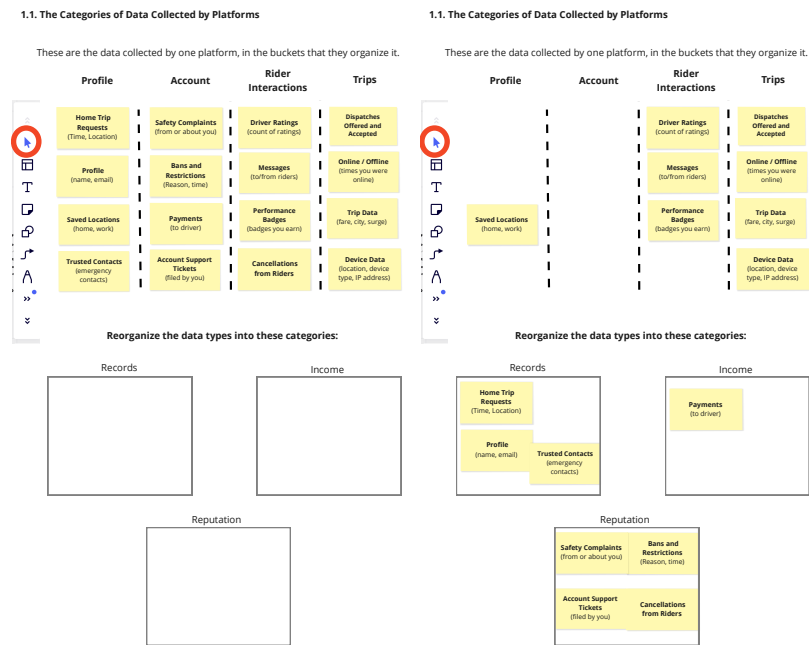 1.1. The Categories of Data Collected by Platforms
These are the data collected by one platform, in the buckets that they organize it.
Profile
Account
Rider
Interactions
Trips
Home Trip
Requests
(Time, Location)
Safety Complaints
(from or about you)
Driver Ratings
(count of ratings)
Dispatches
Offered and
Accepted
Profile
(name, email)
Bans and
Restrictions
(Reason, time)
Messages
(to/from riders)
Online / Offline
(times you were
online)
Saved Locations
(home, work)
Payments
(to driver)
Performance
Badges
(badges you earn)
Trip Data
(fare, city, surge)
Trusted Contacts
(emergency
contacts)
Account Support
Tickets
(filed by you)
Cancellations
from Riders
Device Data
(location, device
type, IP address)
Reorganize the data types into these categories:
Records
Income
Reputation
1.1. The Categories of Data Collected by Platforms
These are the data collected by one platform, in the buckets that they organize it.
Profile
Account
Rider
Interactions
Trips
Driver Ratings
(count of ratings)
Dispatches
Offered and
Accepted
Messages
(to/from riders)
Online / Offline
(times you were
online)
Saved Locations
(home, work)
Performance
Badges
(badges you earn)
Trip Data
(fare, city, surge)
Device Data
(location, device
type, IP address)
Reorganize the data types into these categories:
Records
Home Trip
Requests
(Time, Location)
Profile
(name, email)
Trusted Contacts
(emergency
contacts)
Income
Payments
(to driver)
Reputation
Safety Complaints
(from or about you)
Bans and
Restrictions
(Reason, time)
Account Support
Tickets
(filed by you)
Cancellations
from Riders